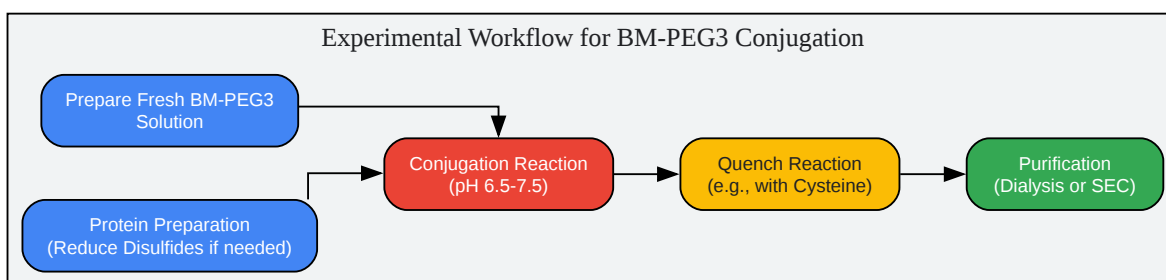 Experimental Workflow for BM-PEG3 Conjugation
Prepare Fresh BM-PEG3
Solution
Protein Preparation
(Reduce Disulfides if needed)
Conjugation Reaction
(pH 6.5-7.5)
Quench Reaction
(e.g., with Cysteine)
Purification
(Dialysis or SEC)